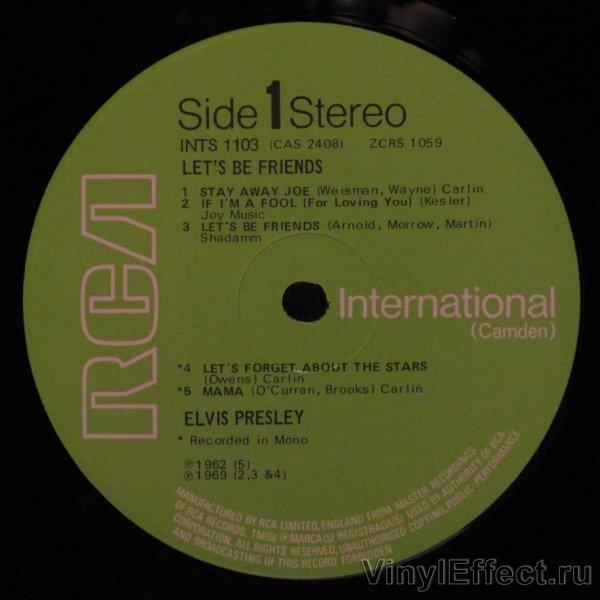 Side 1 Stereo
INTS 1103 (CAS 2408) ZCRS 1059
LET'S BE FRIENDS
1 STAY AWAY JOE (Weisman, Wayne) Carlin
2 IF I'M A FOOL (For Loving You) (Kesler)
Joy Music
3 LET'S BE FRIENDS (Arnold, Morrow, Martin)
Shadamm
RCA
International
(Camden)
*4 LET'S FORGET ABOUT THE STARS
(Owens) Carlin
*5 MAMA (O'Curran, Brooks) Carlin
ELVIS PRESLEY
* Recorded in Mono
℗1962 (5)
℗1969 (2,3 &4)
MANUFACTURED BY RCA LIMITED, ENGLAND FROM MASTER RECORDINGS
OF RCA RECORDS. TM(S) ® MARCA(S) REGISTRADA(S) USED BY AUTHORITY OF RCA
CORPORATION. ALL RIGHTS RESERVED. UNAUTHORISED COPYING, PUBLIC PERFORMANCE
AND BROADCASTING OF THIS RECORD FORBIDDEN
VinylEffect.ru